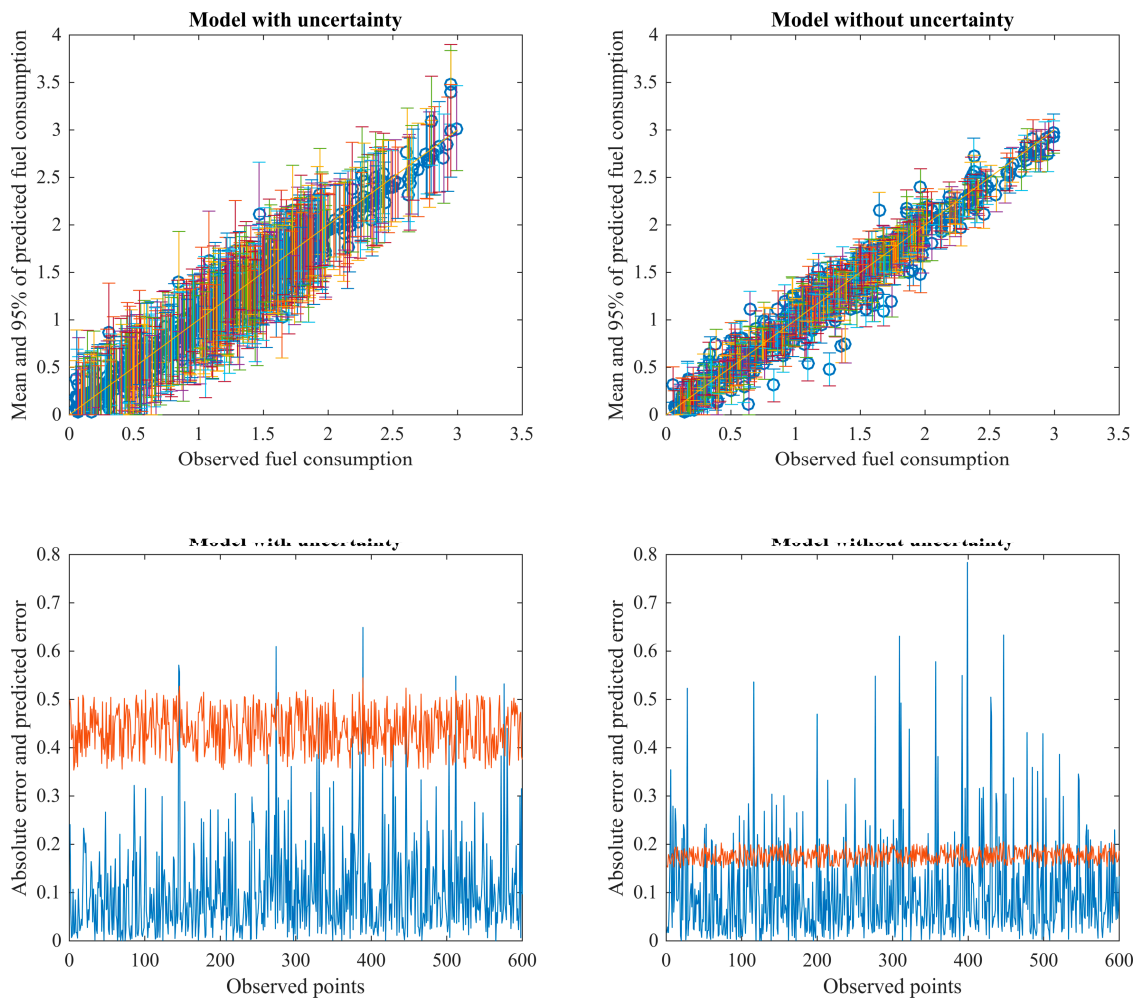 Model with uncertainty
Mean and 95% of predicted fuel consumption
4
3.5
3
2.5
2
1.5
1
0.5
0
0 0.5 1 1.5 2 2.5 3 3.5
Observed fuel consumption
Model without uncertainty
Mean and 95% of predicted fuel consumption
4
3.5
3
2.5
2
1.5
1
0.5
0
0 0.5 1 1.5 2 2.5 3 3.5
Observed fuel consumption
Model with uncertainty
Absolute error and predicted error
0.8
0.7
0.6
0.5
0.4
0.3
0.2
0.1
0
0 100 200 300 400 500 600
Observed points
Model without uncertainty
Absolute error and predicted error
0.8
0.7
0.6
0.5
0.4
0.3
0.2
0.1
0
0 100 200 300 400 500 600
Observed points